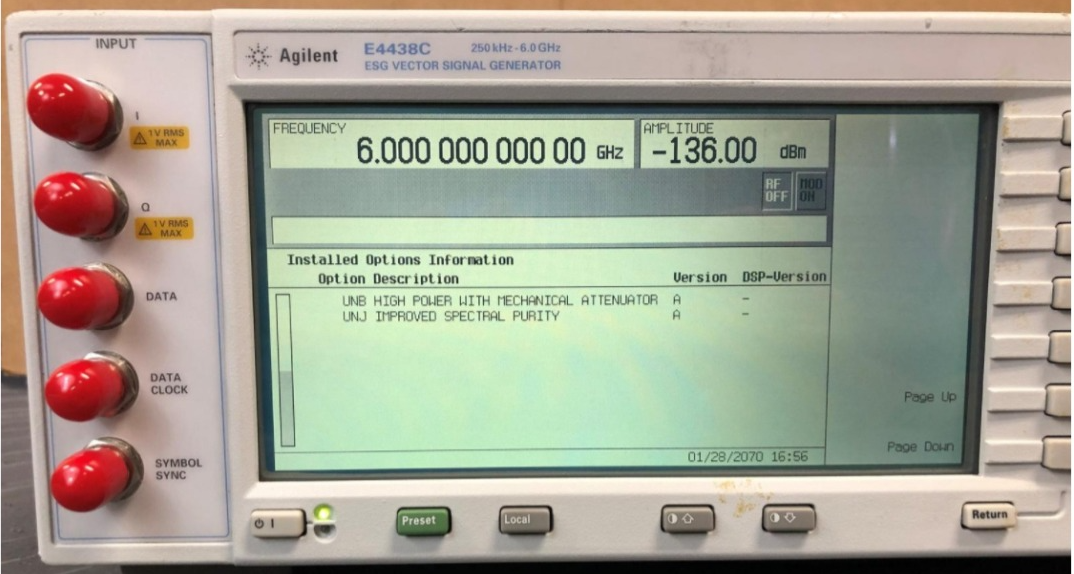 INPUT
I
1V RMS
MAX
Q
1V RMS
MAX
DATA
DATA
CLOCK
SYMBOL
SYNC
Agilent E4438C 250 kHz - 6.0 GHz
ESG VECTOR SIGNAL GENERATOR
FREQUENCY
6.000 000 000 00 GHz
AMPLITUDE
-136.00 dBm
RF
OFF
MOD
ON
Installed Options Information
Option Description Version DSP-Version
UNB HIGH POWER WITH MECHANICAL ATTENUATOR A -
UNJ IMPROVED SPECTRAL PURITY A -
Page Up
Page Down
01/28/2070 16:56
Preset
Local
Return